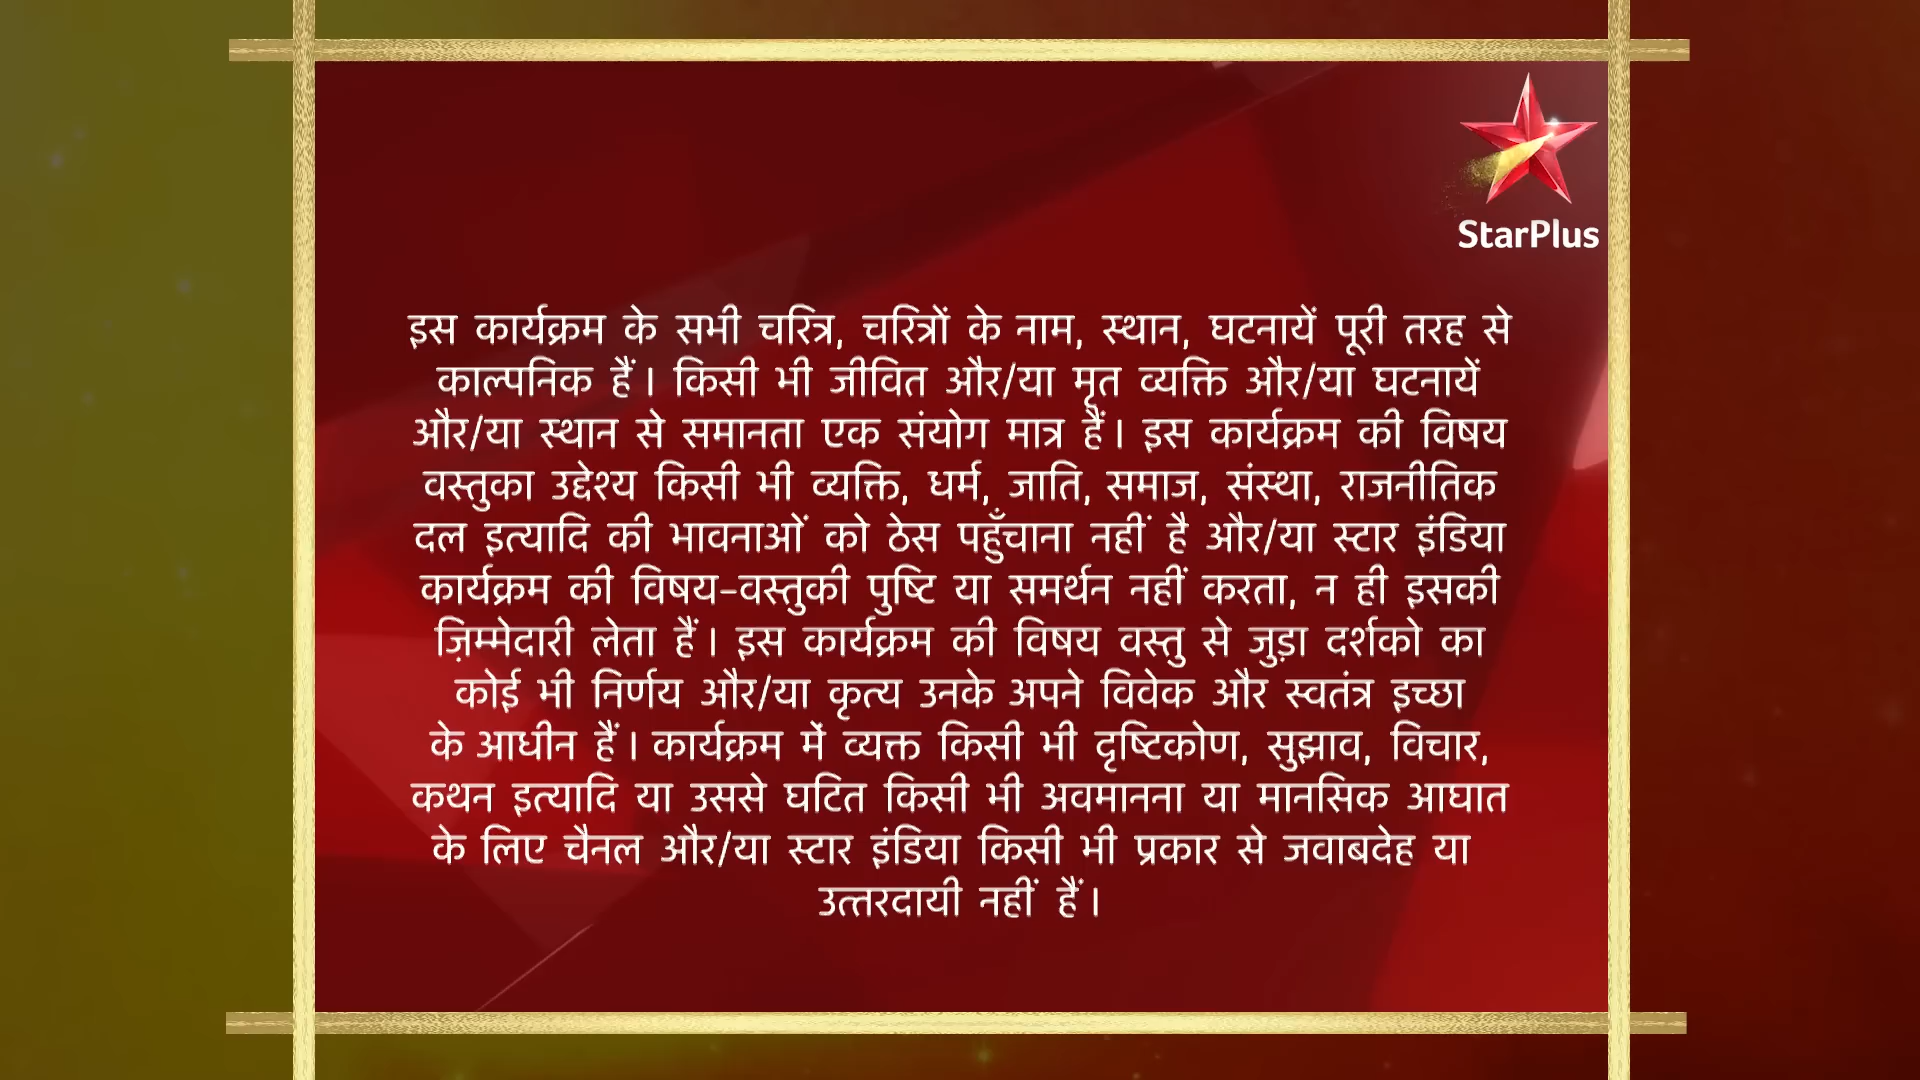 StarPlus
इस कार्यक्रम के सभी चरित्र, चरित्रों के नाम, स्थान, घटनायें पूरी तरह से
काल्पनिक हैं। किसी भी जीवित और/या मृत व्यक्ति और/या घटनायें
और/या स्थान से समानता एक संयोग मात्र हैं। इस कार्यक्रम की विषय
वस्तुका उद्देश्य किसी भी व्यक्ति, धर्म, जाति, समाज, संस्था, राजनीतिक
दल इत्यादि की भावनाओं को ठेस पहुँचाना नहीं है और/या स्टार इंडिया
कार्यक्रम की विषय-वस्तुकी पुष्टि या समर्थन नहीं करता, न ही इसकी
ज़िम्मेदारी लेता हैं। इस कार्यक्रम की विषय वस्तु से जुड़ा दर्शको का
कोई भी निर्णय और/या कृत्य उनके अपने विवेक और स्वतंत्र इच्छा
के आधीन हैं। कार्यक्रम में व्यक्त किसी भी दृष्टिकोण, सुझाव, विचार,
कथन इत्यादि या उससे घटित किसी भी अवमानना या मानसिक आघात
के लिए चैनल और/या स्टार इंडिया किसी भी प्रकार से जवाबदेह या
उत्तरदायी नहीं हैं।